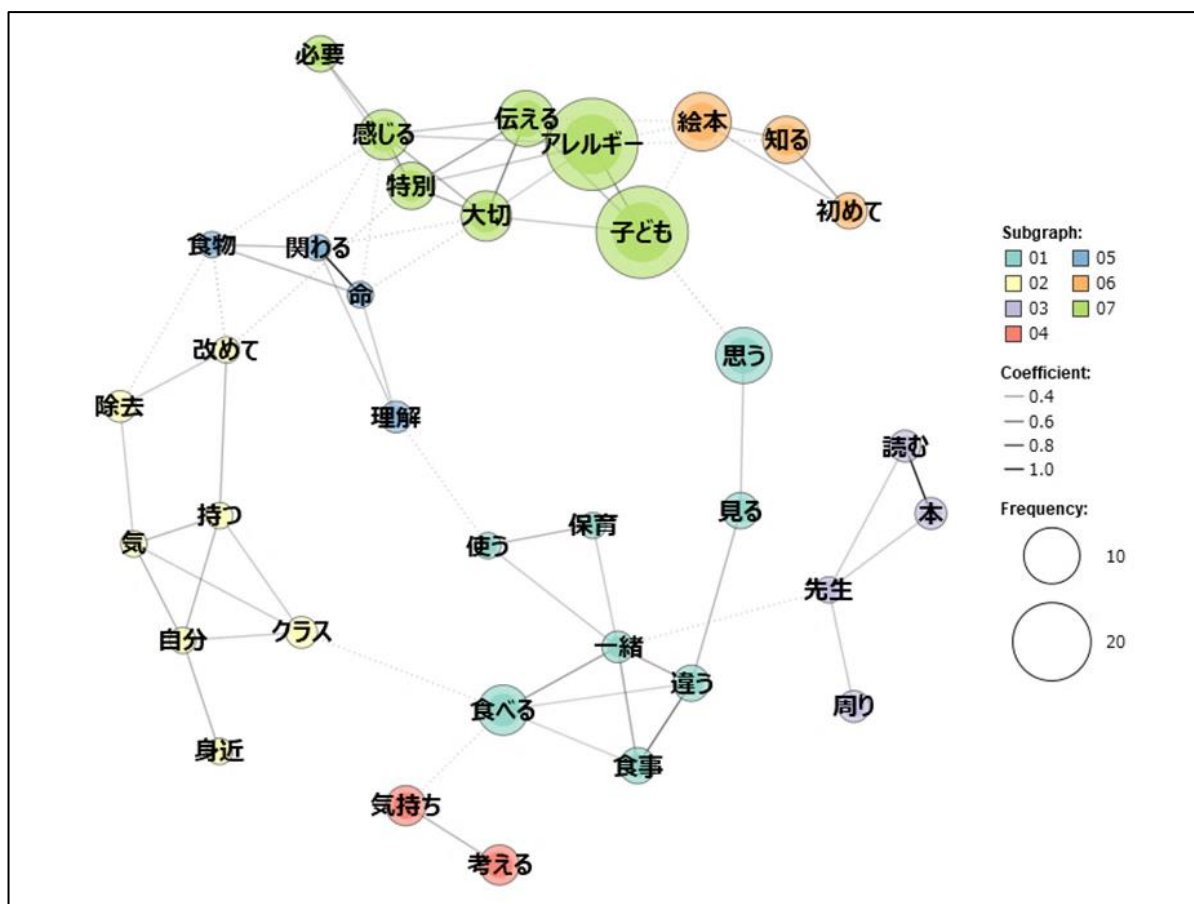 必要
感じる
伝える
アレルギー
絵本
知る
特別
大切
子ども
初めて
食物
関わる
命
改めて
思う
除去
理解
読む
本
持つ
気
使う
保育
見る
先生
自分
クラス
一緒
違う
食べる
周り
身近
食事
気持ち
考える
Subgraph:
01 05
02 06
03 07
04
Coefficient:
0.4
0.6
0.8
1.0
Frequency:
10
20